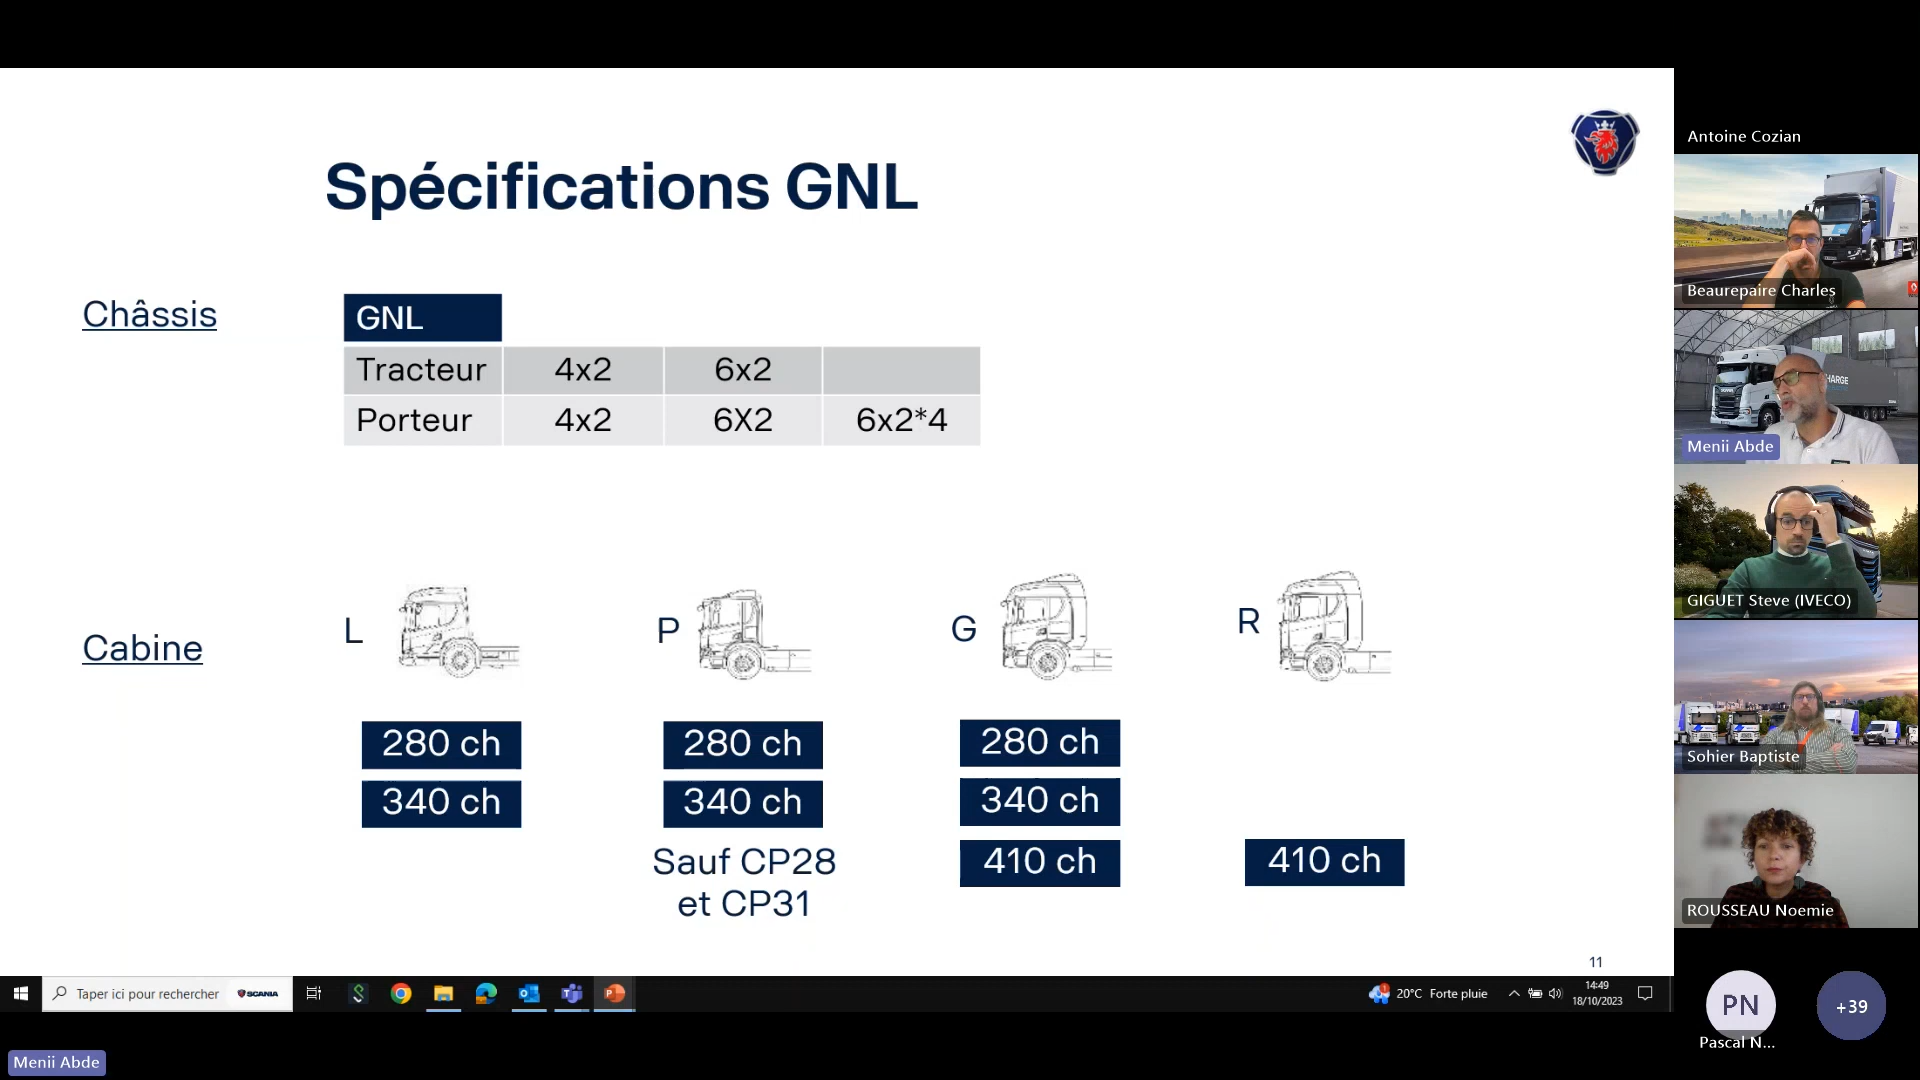 Spécifications GNL
Châssis
GNL
Tracteur 4x2 6x2
Porteur 4x2 6X2 6x2*4
Cabine
L P G R
280 ch 280 ch 280 ch
340 ch 340 ch 340 ch
Sauf CP28 et CP31
410 ch 410 ch
11
Taper ici pour rechercher SCANIA
20°C Forte pluie
14:49
18/10/2023
Menii Abde
Antoine Cozian
Beaurepaire Charles
Menii Abde
GIGUET Steve (IVECO)
Sohier Baptiste
ROUSSEAU Noemie
PN +39
Pascal N...